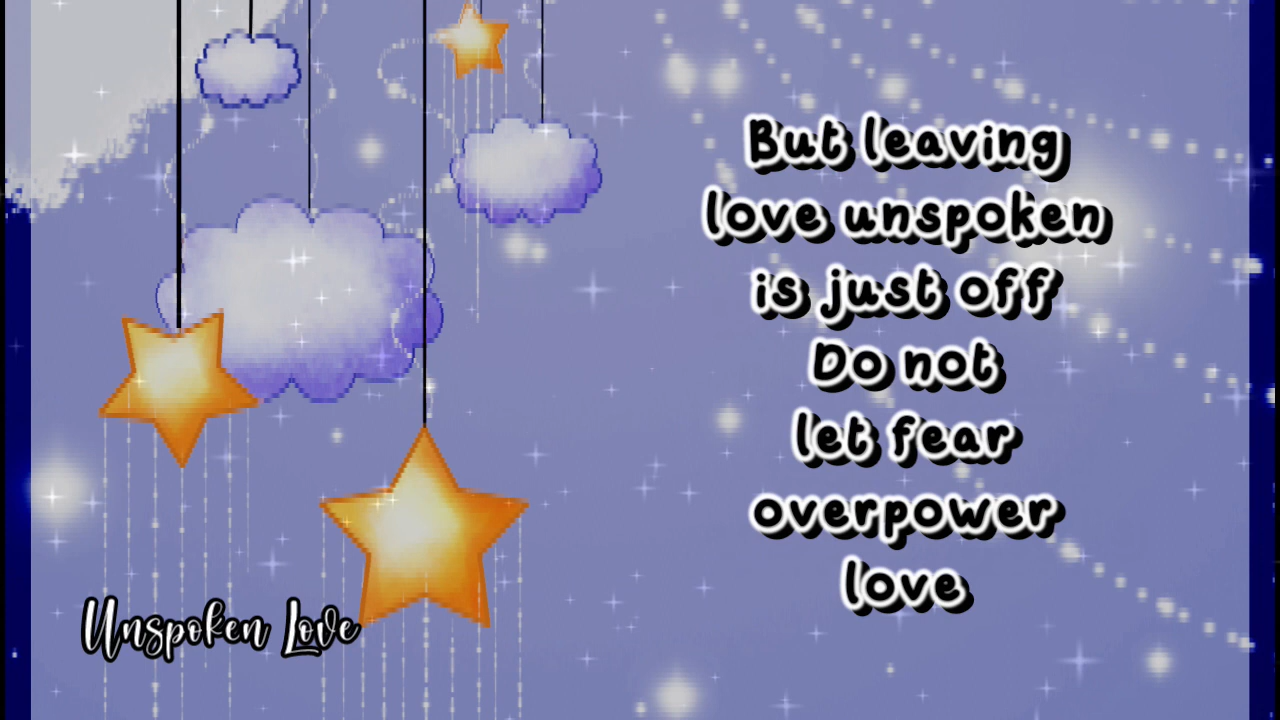 But leaving
love unspoken
is just off
Do not
let fear
overpower
love
Unspoken Love